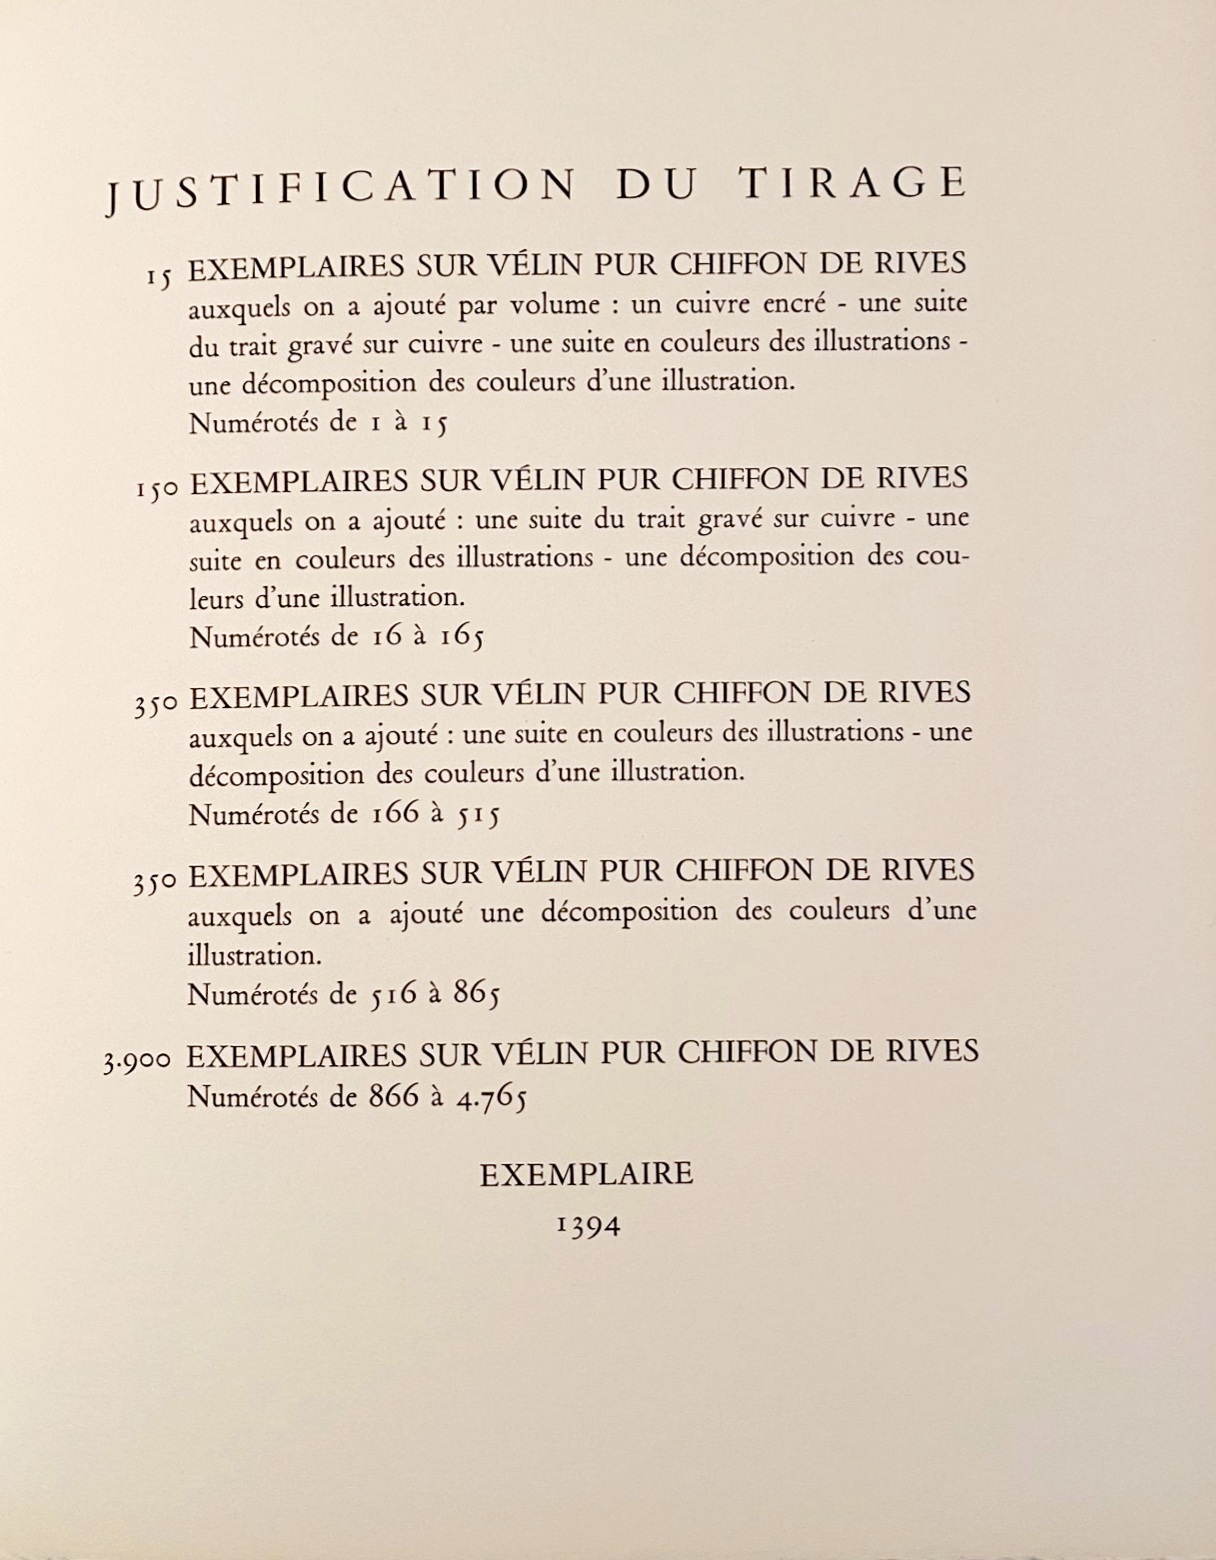 JUSTIFICATION DU TIRAGE
15 EXEMPLAIRES SUR VÉLIN PUR CHIFFON DE RIVES
auxquels on a ajouté par volume : un cuivre encré - une suite
du trait gravé sur cuivre - une suite en couleurs des illustrations -
une décomposition des couleurs d'une illustration.
Numérotés de 1 à 15
150 EXEMPLAIRES SUR VÉLIN PUR CHIFFON DE RIVES
auxquels on a ajouté : une suite du trait gravé sur cuivre - une
suite en couleurs des illustrations - une décomposition des cou-
leurs d'une illustration.
Numérotés de 16 à 165
350 EXEMPLAIRES SUR VÉLIN PUR CHIFFON DE RIVES
auxquels on a ajouté : une suite en couleurs des illustrations - une
décomposition des couleurs d'une illustration.
Numérotés de 166 à 515
350 EXEMPLAIRES SUR VÉLIN PUR CHIFFON DE RIVES
auxquels on a ajouté une décomposition des couleurs d'une
illustration.
Numérotés de 516 à 865
3.900 EXEMPLAIRES SUR VÉLIN PUR CHIFFON DE RIVES
Numérotés de 866 à 4.765
EXEMPLAIRE
1394